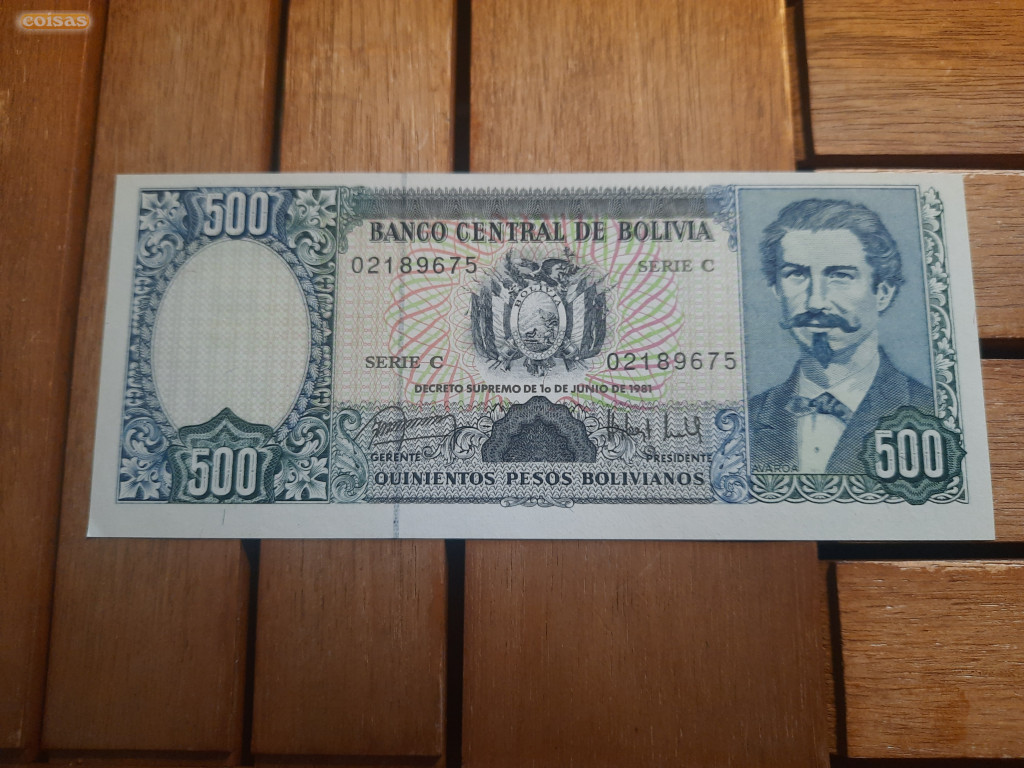 coisas
500
BANCO CENTRAL DE BOLIVIA
02189675
SERIE C
BOLIVIA
SERIE C
02189675
DECRETO SUPREMO DE 1o DE JUNIO DE 1981
GERENTE
PRESIDENTE
500
QUINIENTOS PESOS BOLIVIANOS
AVAROA
500